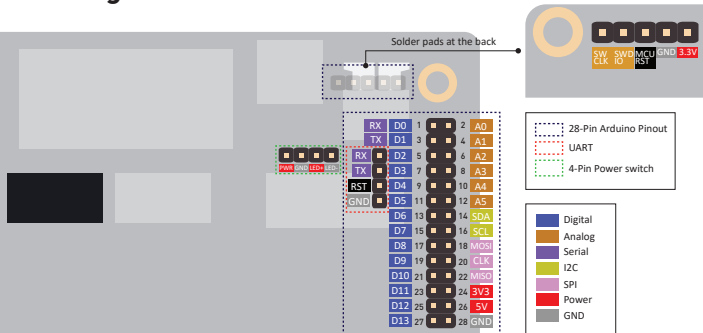 Solder pads at the back
SW CLK
SWD IO
MCU RST
GND
3.3V
28-Pin Arduino Pinout
UART
4-Pin Power switch
PWR GND LED+ LED-
RX
TX
RST
GND
RX D0 1 2 A0
TX D1 3 4 A1
D2 5 6 A2
D3 7 8 A3
D4 9 10 A4
D5 11 12 A5
D6 13 14 SDA
D7 15 16 SCL
D8 17 18 MOSI
D9 19 20 CLK
D10 21 22 MISO
D11 23 24 3V3
D12 25 26 5V
D13 27 28 GND
Digital
Analog
Serial
I2C
SPI
Power
GND